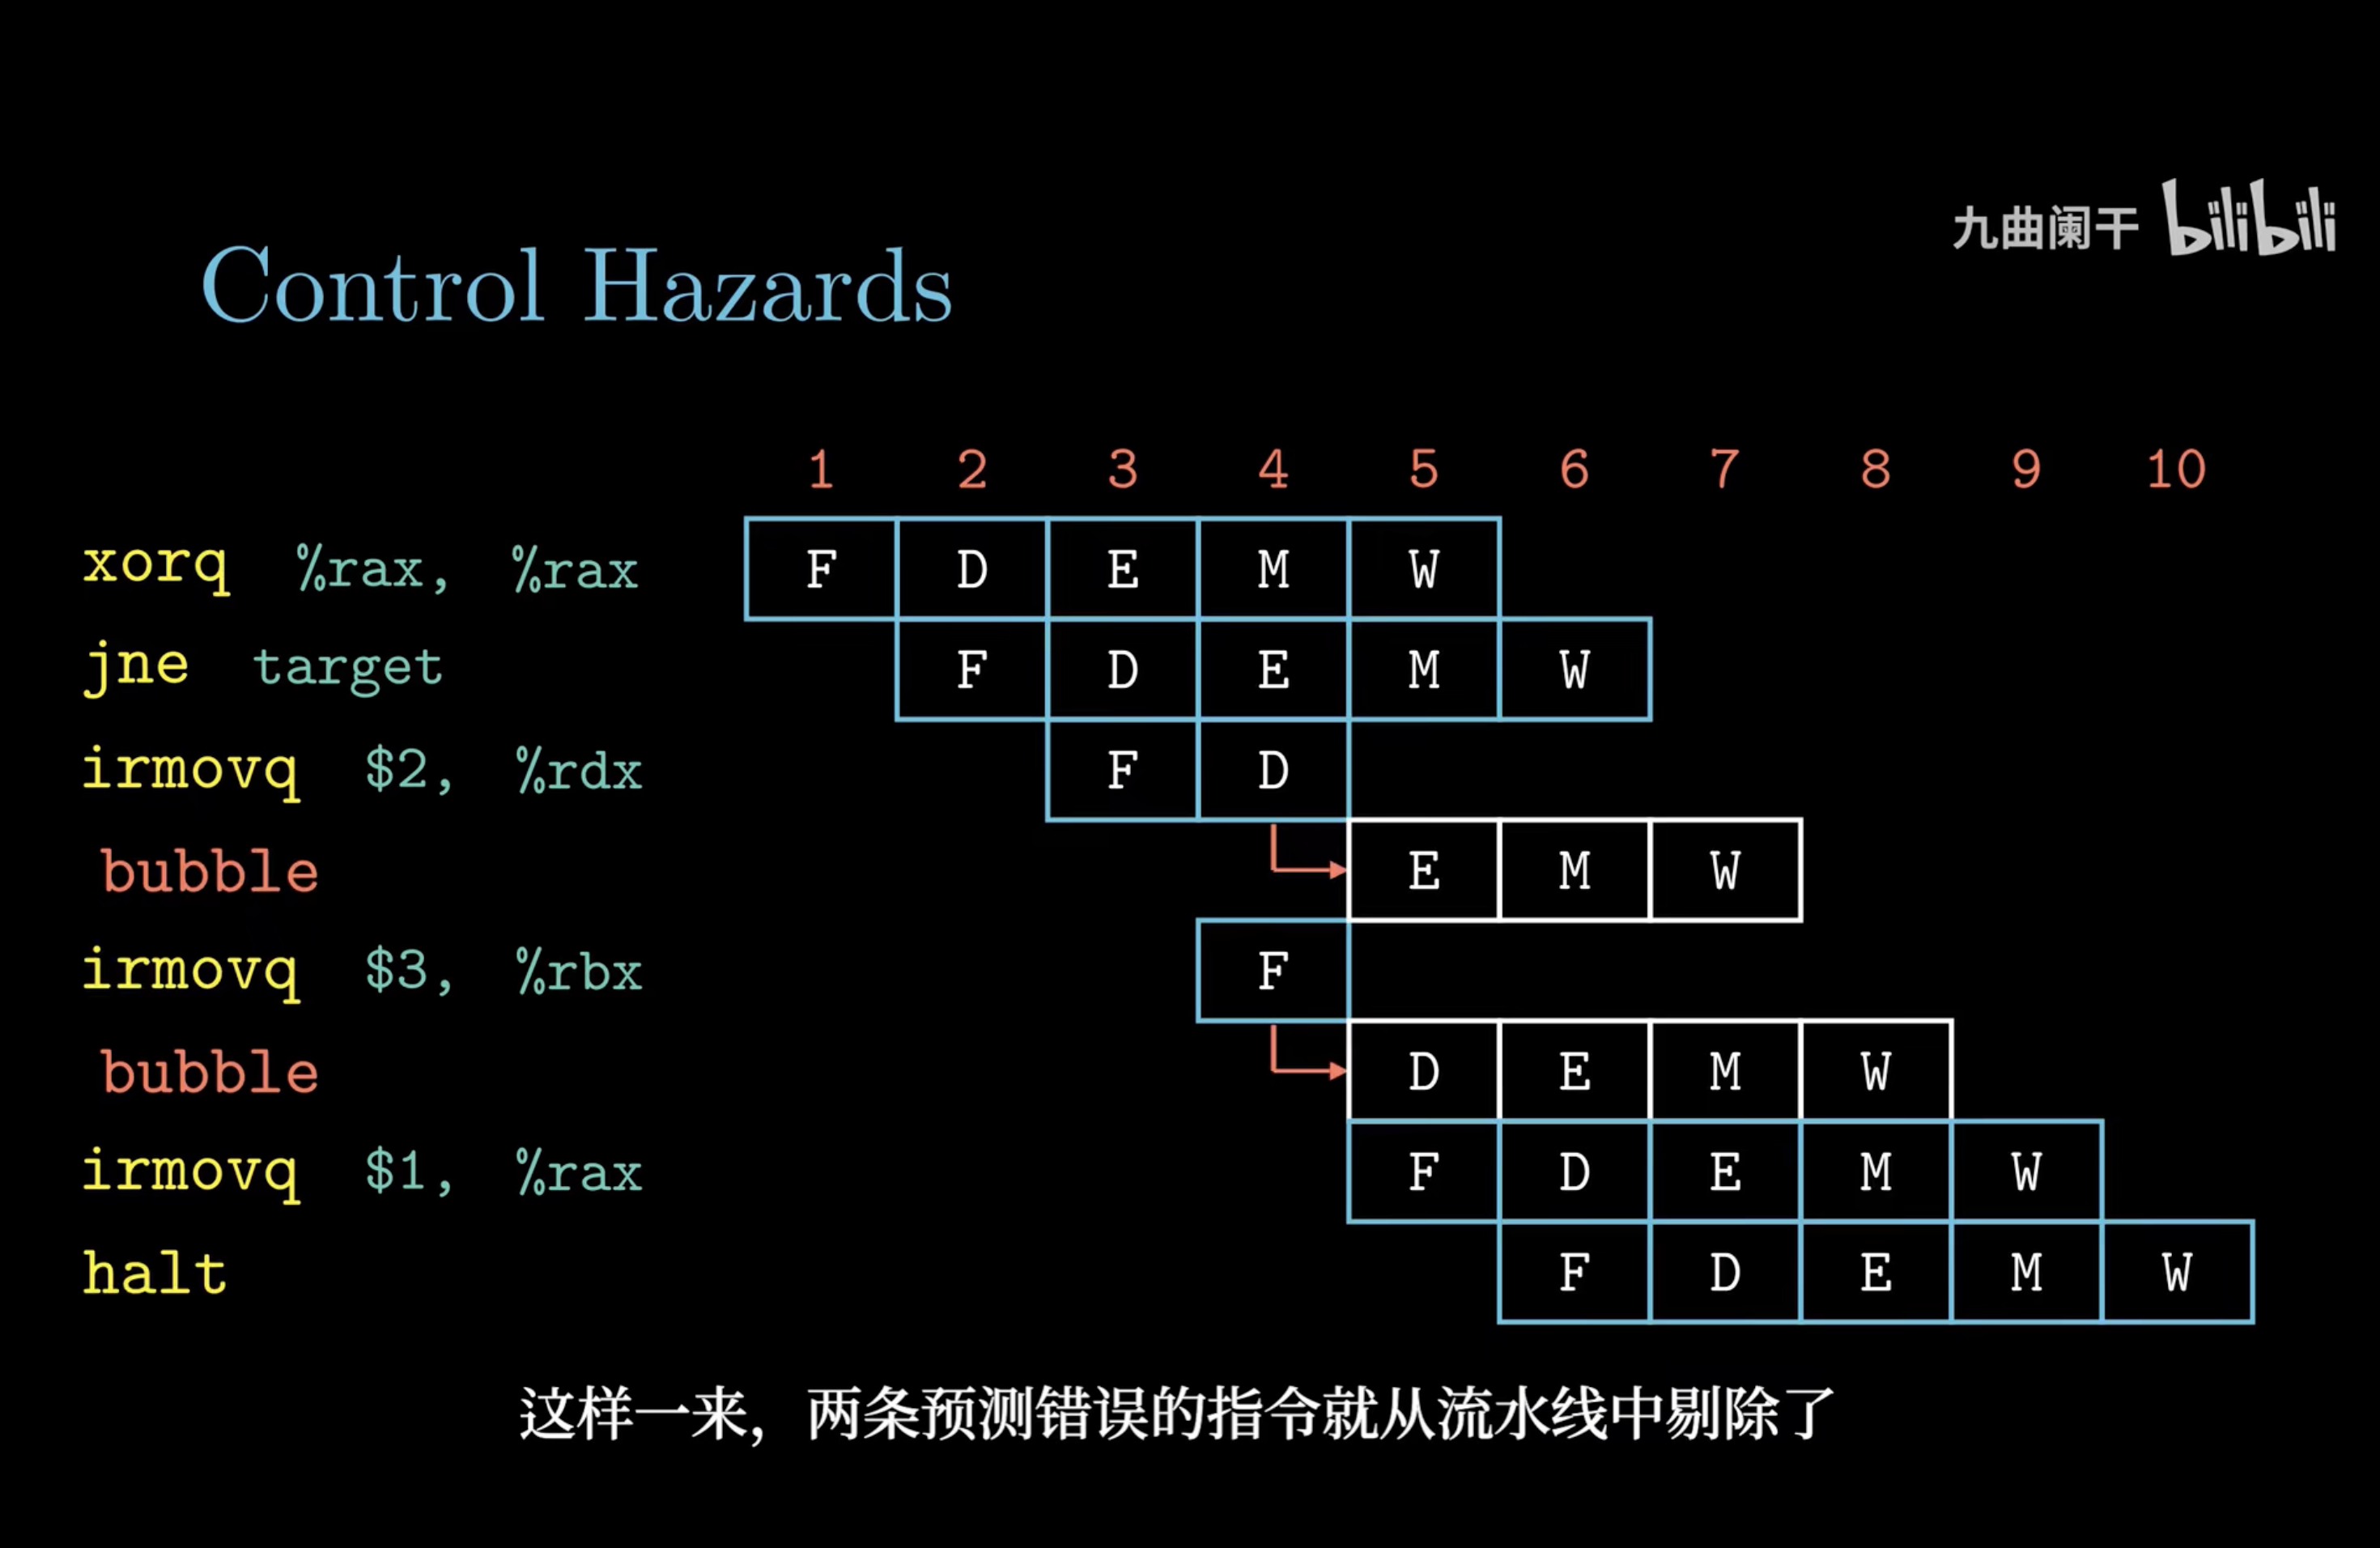 九曲阑干 bilibili
Control Hazards
1 2 3 4 5 6 7 8 9 10
xorq %rax, %rax F D E M W
jne target F D E M W
irmovq $2, %rdx F D
bubble E M W
irmovq $3, %rbx F
bubble D E M W
irmovq $1, %rax F D E M W
halt F D E M W
这样一来，两条预测错误的指令就从流水线中剔除了